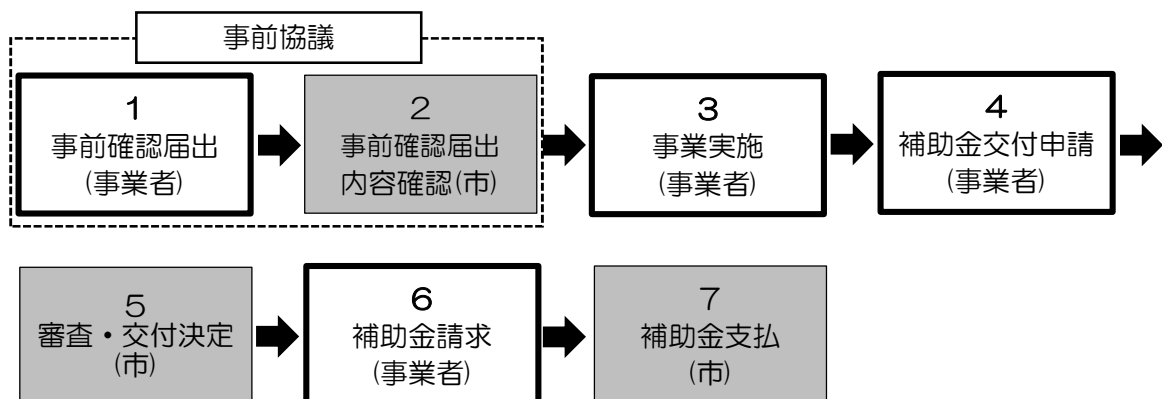 事前協議
1
事前確認届出
(事業者)
2
事前確認届出
内容確認(市)
3
事業実施
(事業者)
4
補助金交付申請
(事業者)
5
審査・交付決定
(市)
6
補助金請求
(事業者)
7
補助金支払
(市)